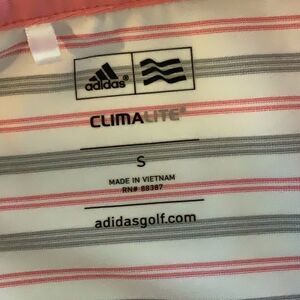 adidas
CLIMALITE®
S
MADE IN VIETNAM
RN# 88387
adidasgolf.com